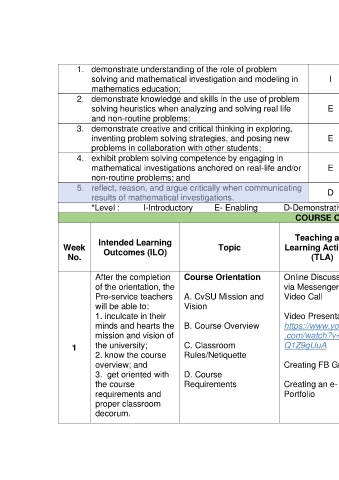 1. demonstrate understanding of the role of problem
solving and mathematical investigation and modeling in
mathematics education;
I
2. demonstrate knowledge and skills in the use of problem
solving heuristics when analyzing and solving real life
and non-routine problems;
E
3. demonstrate creative and critical thinking in exploring,
inventing problem solving strategies, and posing new
problems in collaboration with other students;
E
4. exhibit problem solving competence by engaging in
mathematical investigations anchored on real-life and/or
non-routine problems; and
E
5. reflect, reason, and argue critically when communicating
results of mathematical investigations.
D
*Level : I-Introductory E- Enabling D-Demonstrati
COURSE
Week
No.
Intended Learning
Outcomes (ILO)
Topic
Teaching a
Learning Acti
(TLA)
1
After the completion
of the orientation, the
Pre-service teachers
will be able to:
1. inculcate in their
minds and hearts the
mission and vision of
the university;
2. know the course
overview; and
3. get oriented with
the course
requirements and
proper classroom
decorum.
Course Orientation
A. CvSU Mission and
Vision
B. Course Overview
C. Classroom
Rules/Netiquette
D. Course
Requirements
Online Discuss
via Messenger
Video Call
Video Presenta
https://www.yo
.com/watch?v=
Q1Z9gUuA
Creating FB Gr
Creating an e-
Portfolio